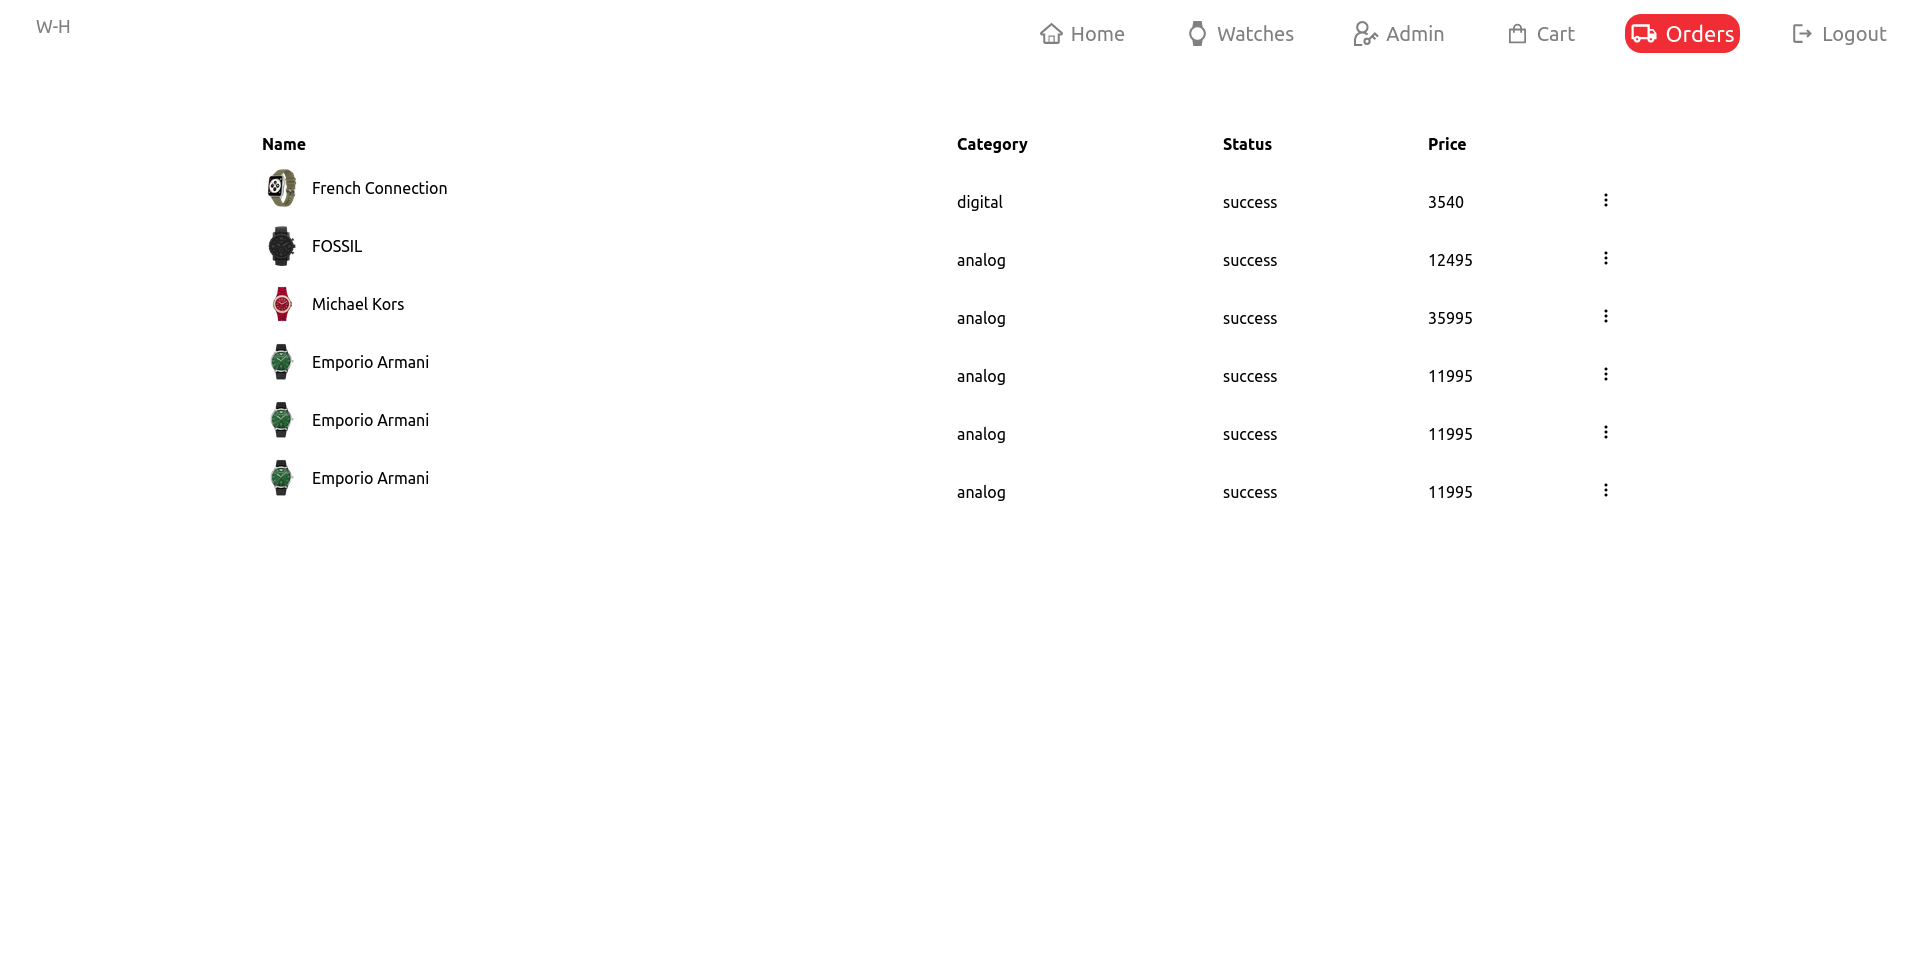 W-H
Home Watches Admin Cart Orders Logout
Name Category Status Price
French Connection digital success 3540
FOSSIL analog success 12495
Michael Kors analog success 35995
Emporio Armani analog success 11995
Emporio Armani analog success 11995
Emporio Armani analog success 11995